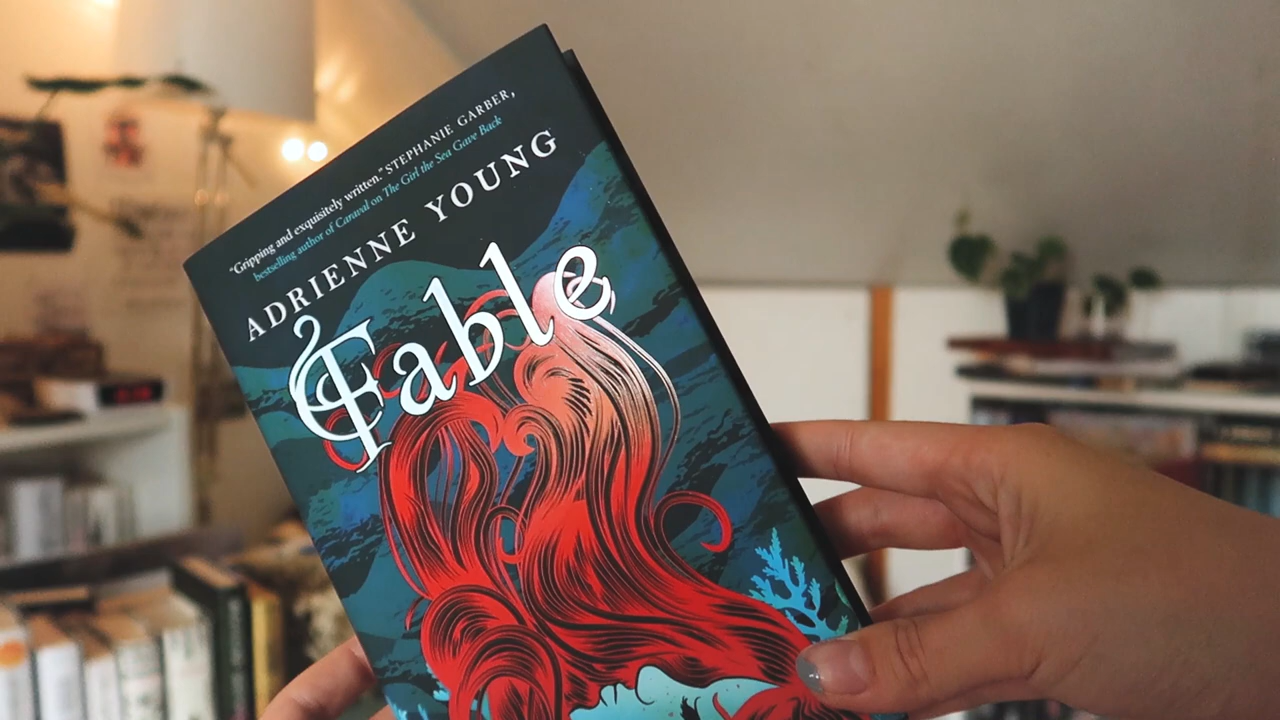 "Gripping and exquisitely written." STEPHANIE GARBER,
bestselling author of Caraval on The Girl the Sea Gave Back
ADRIENNE YOUNG
Fable